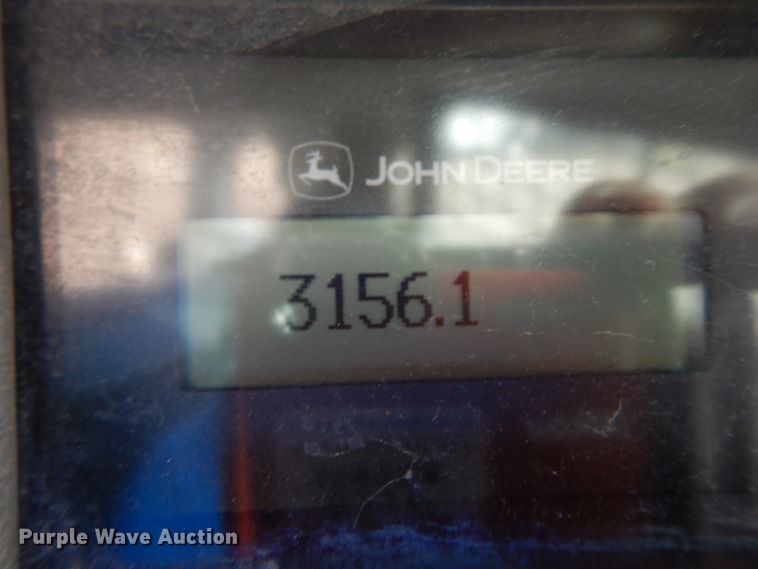 JOHN DEERE
3156.1
Purple Wave Auction